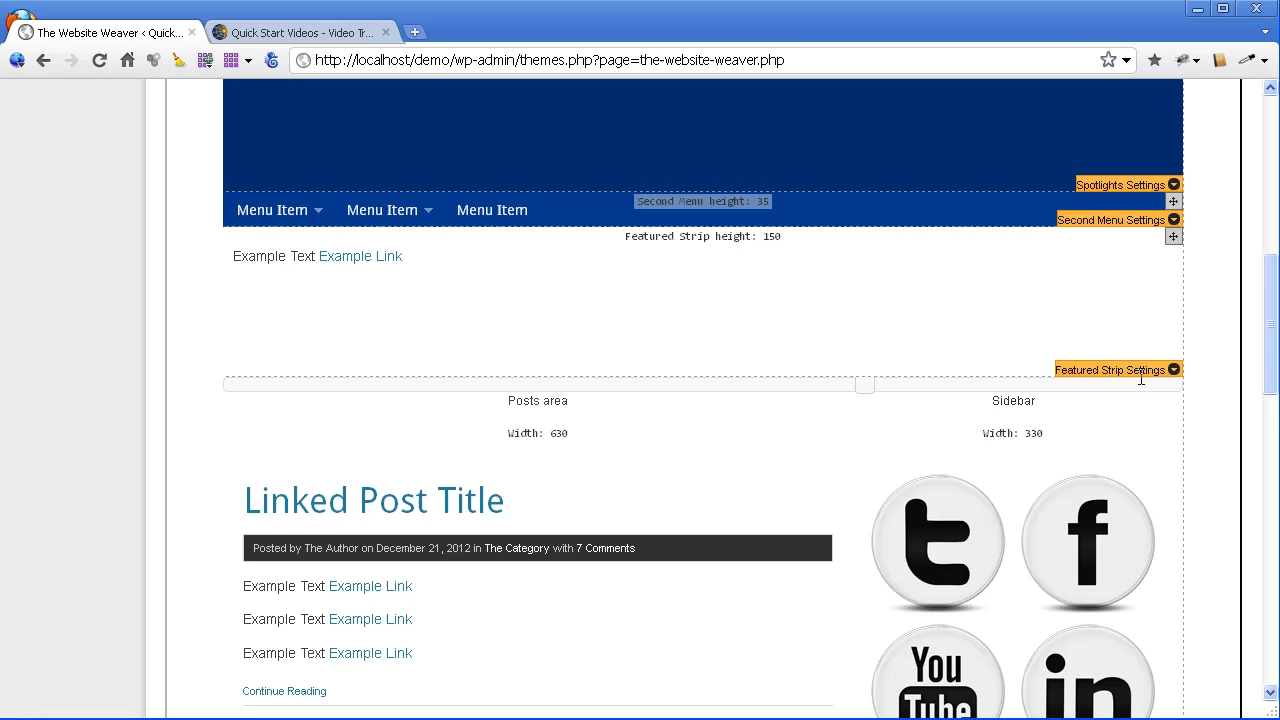 The Website Weaver ‹ Quick...
Quick Start Videos - Video Tr...
http://localhost/demo/wp-admin/themes.php?page=the-website-weaver.php
Spotlights Settings
Menu Item Menu Item Menu Item
Second Menu height: 35
Second Menu Settings
Featured Strip height: 150
Example Text Example Link
Featured Strip Settings
Posts area
Sidebar
Width: 630
Width: 330
Linked Post Title
Posted by The Author on December 21, 2012 in The Category with 7 Comments
Example Text Example Link
Example Text Example Link
Example Text Example Link
Continue Reading
t
f
You
Tube
in